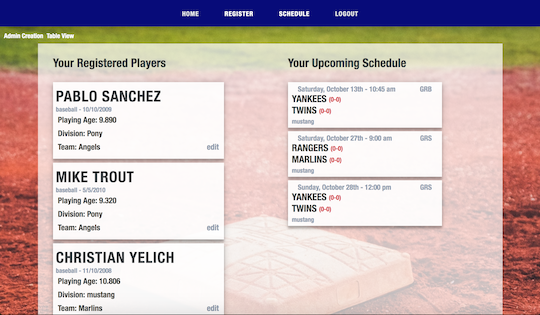 HOME REGISTER SCHEDULE LOGOUT
Admin Creation Table View
Your Registered Players
PABLO SANCHEZ
baseball - 10/10/2009
Playing Age: 9.890
Division: Pony
Team: Angels edit
MIKE TROUT
baseball - 5/5/2010
Playing Age: 9.320
Division: Pony
Team: Angels edit
CHRISTIAN YELICH
baseball - 11/10/2008
Playing Age: 10.806
Division: mustang
Team: Marlins edit
Your Upcoming Schedule
Saturday, October 13th - 10:45 am GRB
YANKEES (0-0)
TWINS (0-0)
mustang
Saturday, October 27th - 9:00 am GRS
RANGERS (0-0)
MARLINS (0-0)
mustang
Sunday, October 28th - 12:00 pm GRS
YANKEES (0-0)
TWINS (0-0)
mustang